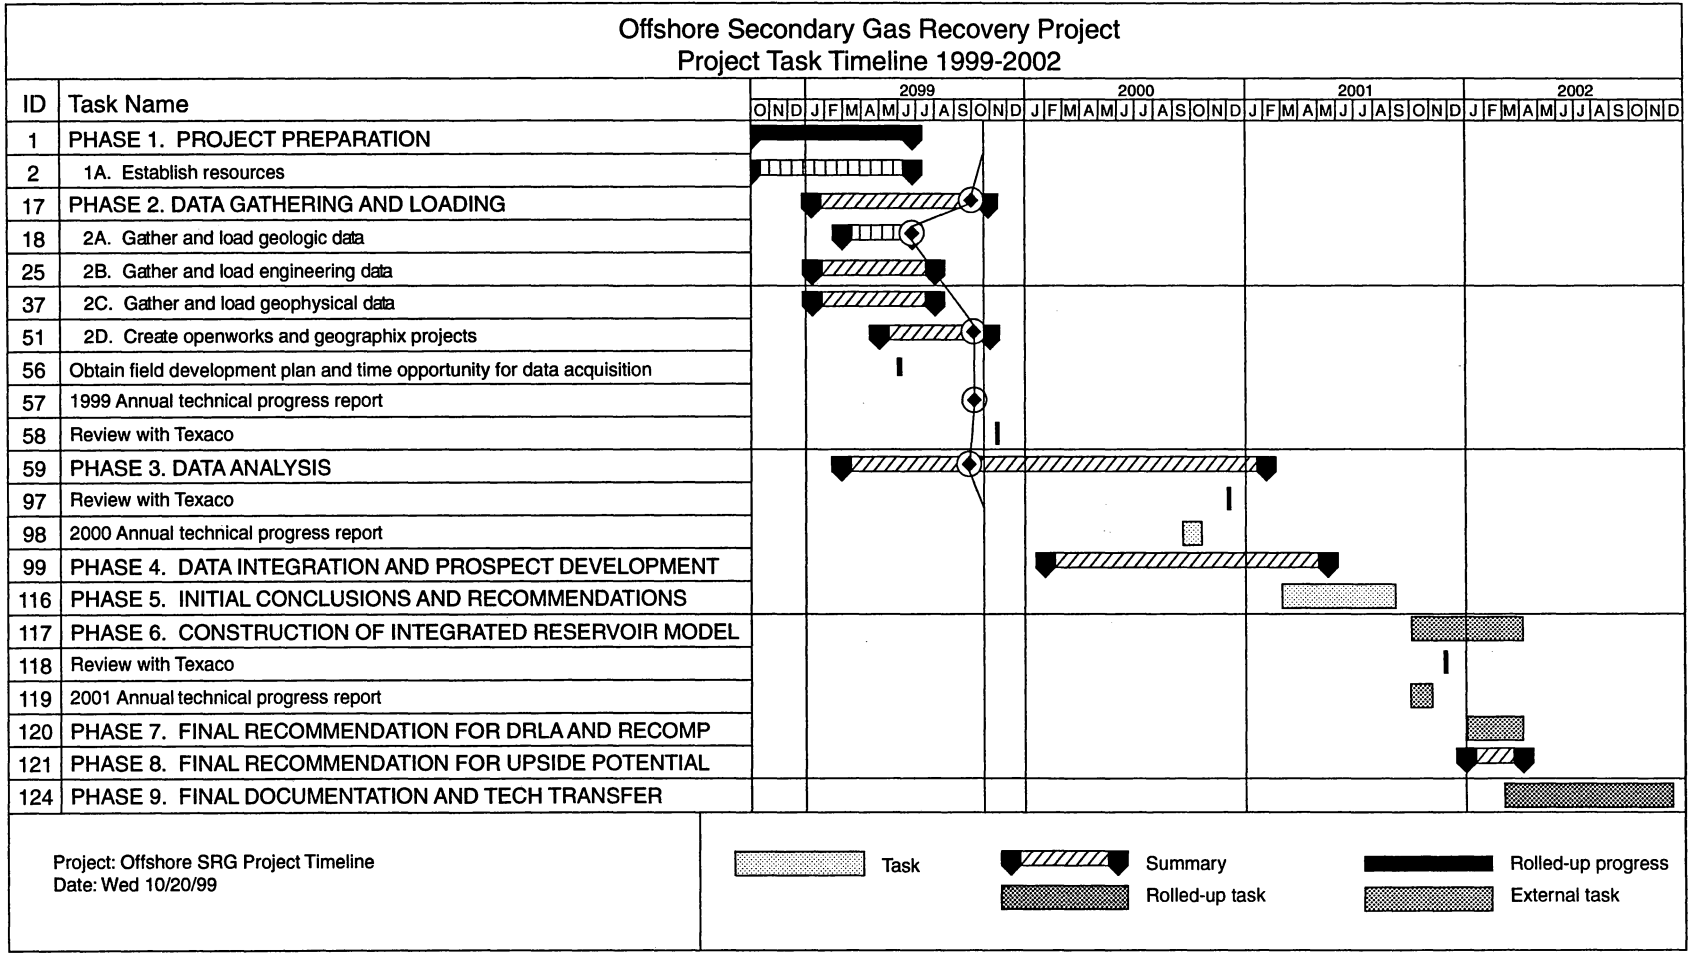 Offshore Secondary Gas Recovery Project
Project Task Timeline 1999-2002
ID Task Name 2099 2000 2001 2002
O N D J F M A M J J A S O N D J F M A M J J A S O N D J F M A M J J A S O N D J F M A M J J A S O N D
1 PHASE 1. PROJECT PREPARATION
2 1A. Establish resources
17 PHASE 2. DATA GATHERING AND LOADING
18 2A. Gather and load geologic data
25 2B. Gather and load engineering data
37 2C. Gather and load geophysical data
51 2D. Create openworks and geographix projects
56 Obtain field development plan and time opportunity for data acquisition
57 1999 Annual technical progress report
58 Review with Texaco
59 PHASE 3. DATA ANALYSIS
97 Review with Texaco
98 2000 Annual technical progress report
99 PHASE 4. DATA INTEGRATION AND PROSPECT DEVELOPMENT
116 PHASE 5. INITIAL CONCLUSIONS AND RECOMMENDATIONS
117 PHASE 6. CONSTRUCTION OF INTEGRATED RESERVOIR MODEL
118 Review with Texaco
119 2001 Annual technical progress report
120 PHASE 7. FINAL RECOMMENDATION FOR DRLA AND RECOMP
121 PHASE 8. FINAL RECOMMENDATION FOR UPSIDE POTENTIAL
124 PHASE 9. FINAL DOCUMENTATION AND TECH TRANSFER
Project: Offshore SRG Project Timeline
Date: Wed 10/20/99
Task Summary Rolled-up progress
Rolled-up task External task